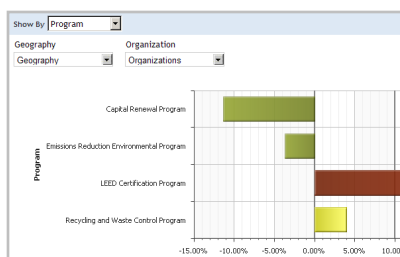 Show By Program
Geography Organization
Geography Organizations
Capital Renewal Program
Emissions Reduction Environmental Program
Program
LEED Certification Program
Recycling and Waste Control Program
-15.00% -10.00% -5.00% 0.00% 5.00% 10.00